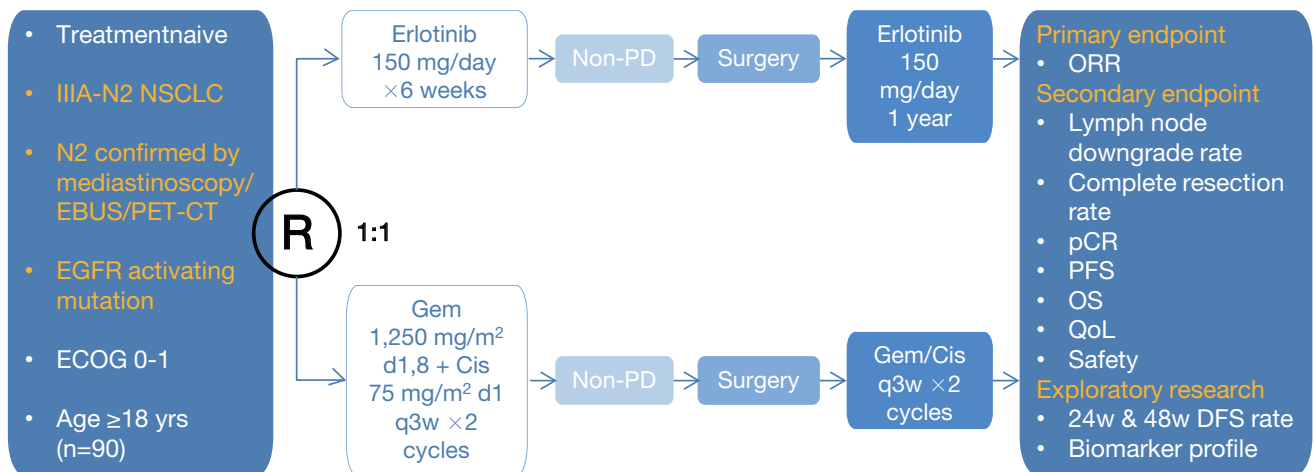 • Treatmentnaive
• IIIA-N2 NSCLC
• N2 confirmed by
mediastinoscopy/
EBUS/PET-CT
• EGFR activating
mutation
• ECOG 0-1
• Age ≥18 yrs
(n=90)
R
1:1
Erlotinib
150 mg/day
×6 weeks
Non-PD
Surgery
Erlotinib
150
mg/day
1 year
Gem
1,250 mg/m²
d1,8 + Cis
75 mg/m² d1
q3w ×2
cycles
Non-PD
Surgery
Gem/Cis
q3w ×2
cycles
Primary endpoint
• ORR
Secondary endpoint
• Lymph node
downgrade rate
• Complete resection
rate
• pCR
• PFS
• OS
• QoL
• Safety
Exploratory research
• 24w & 48w DFS rate
• Biomarker profile